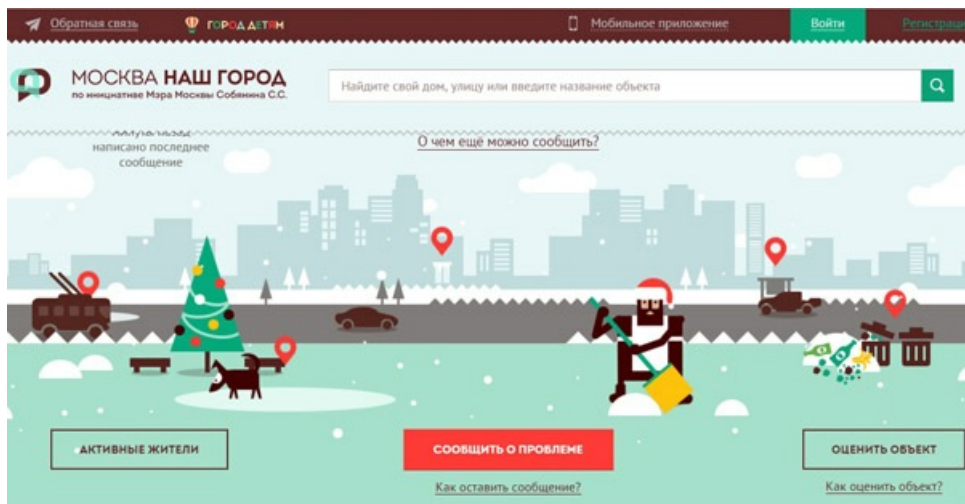 Обратная связь
ГОРОД ДЕТЯМ
Мобильное приложение
Войти
МОСКВА НАШ ГОРОД
по инициативе Мэра Москвы Собянина С.С.
Найдите свой дом, улицу или введите название объекта
назад
написано последнее
сообщение
О чем ещё можно сообщить?
АКТИВНЫЕ ЖИТЕЛИ
СООБЩИТЬ О ПРОБЛЕМЕ
ОЦЕНИТЬ ОБЪЕКТ
Как оставить сообщение?
Как оценить объект?